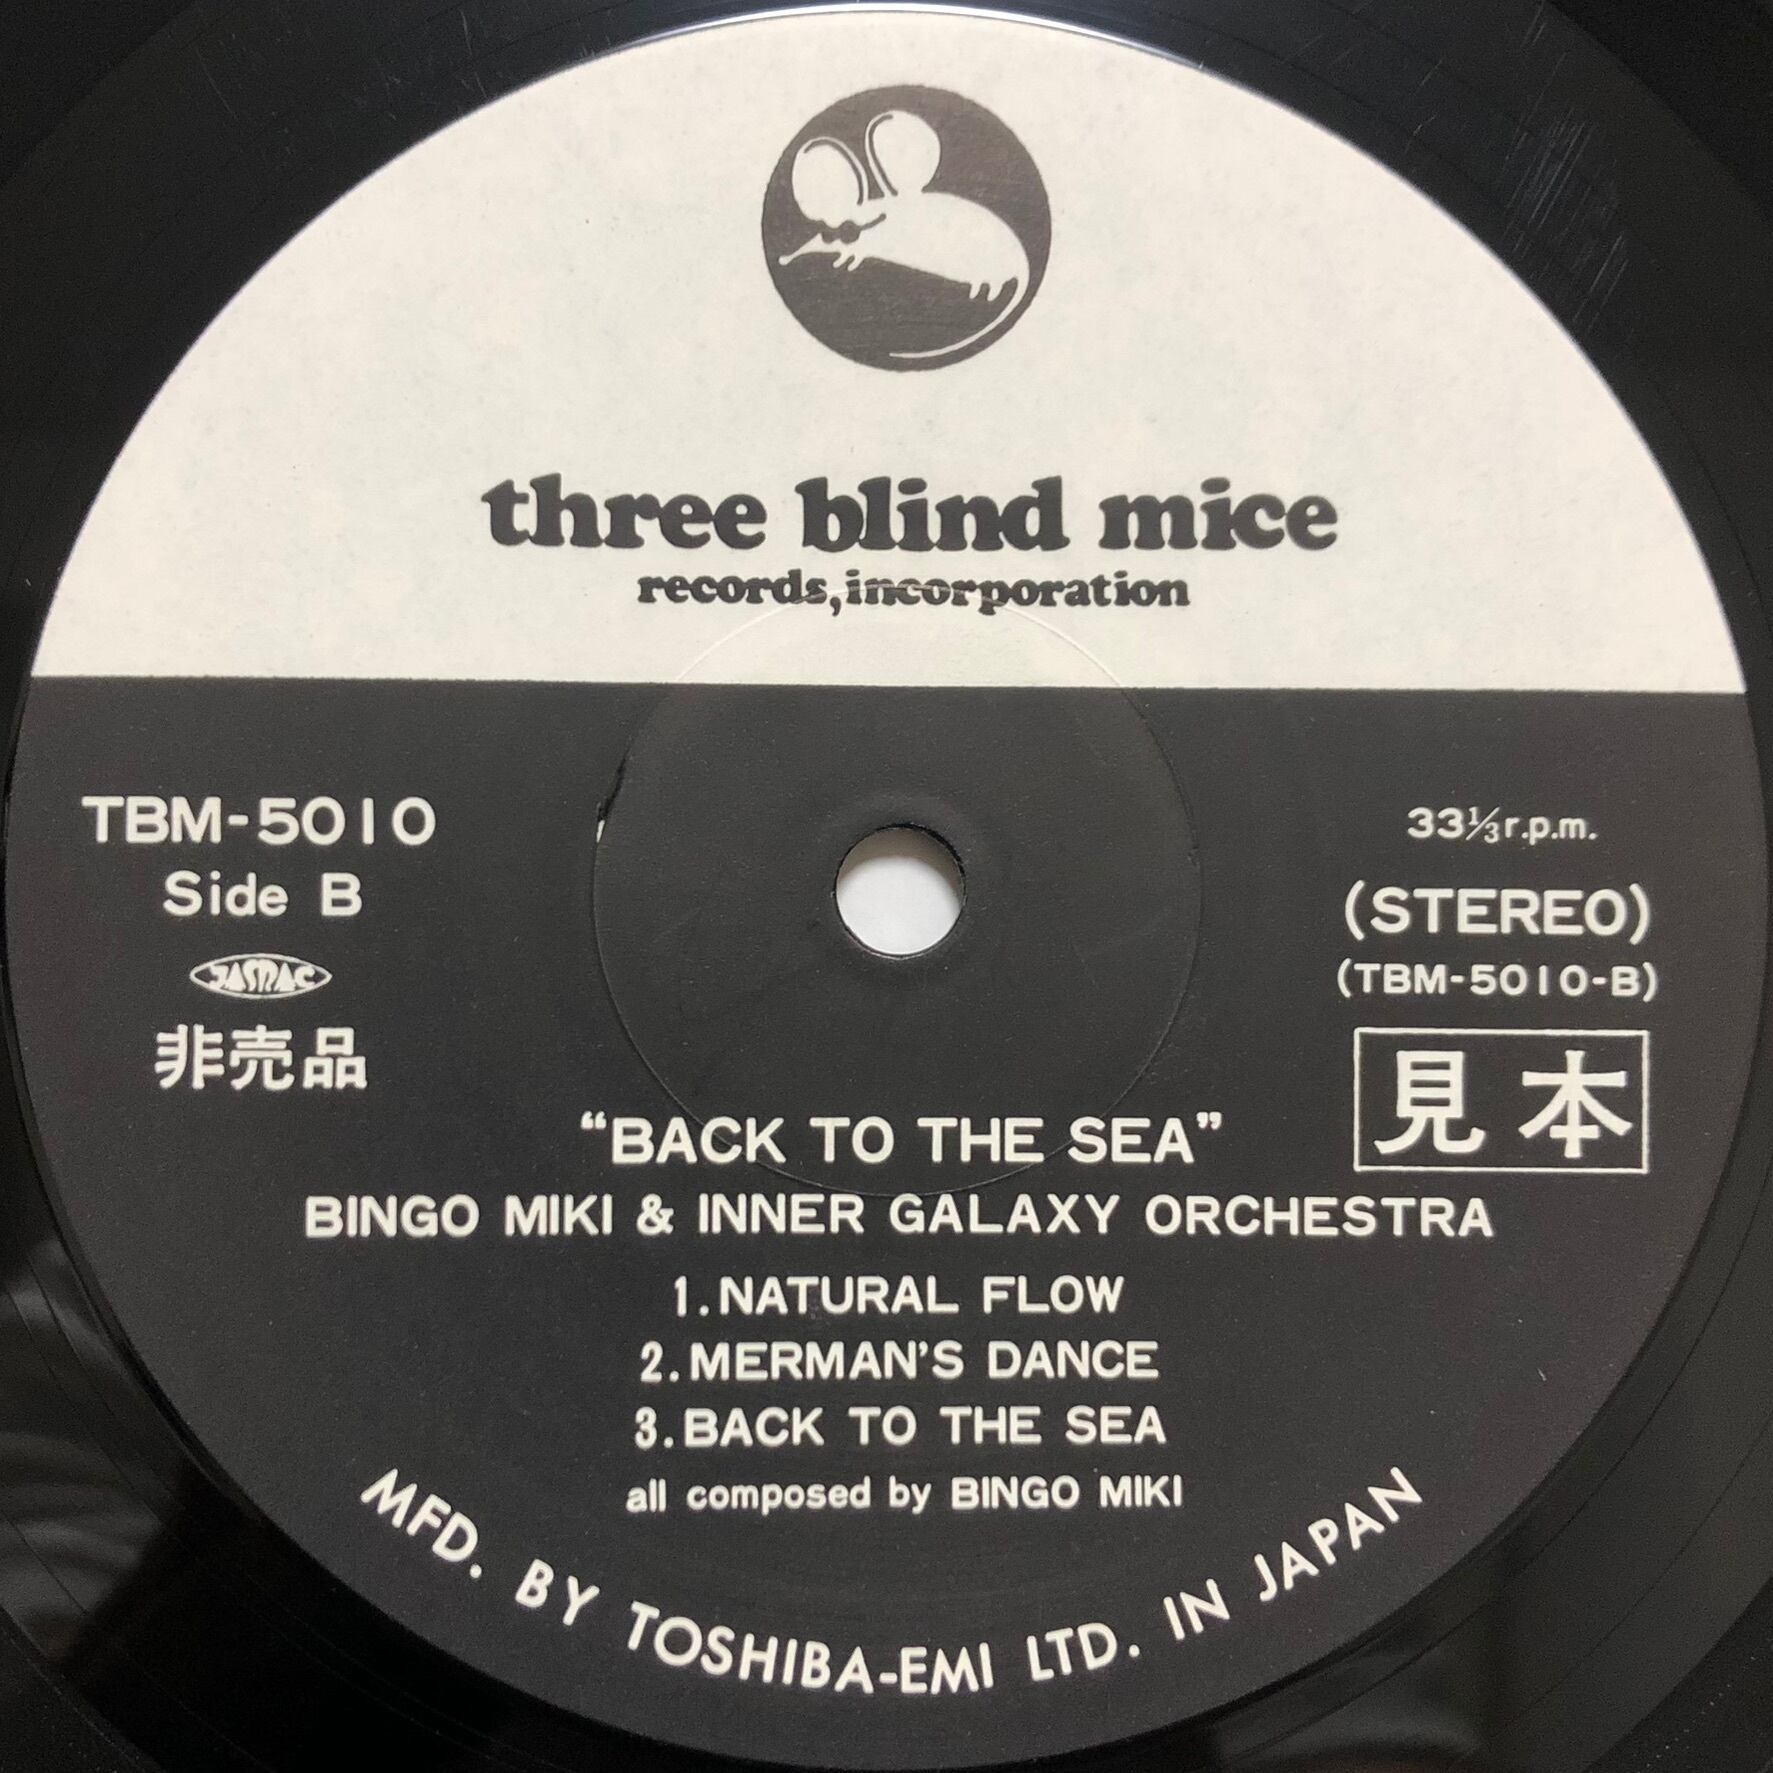 three blind mice
records, incorporation
TBM-5010
Side B
JASRAC
非売品
33⅓ r.p.m.
(STEREO)
(TBM-5010-B)
見本
“BACK TO THE SEA”
BINGO MIKI & INNER GALAXY ORCHESTRA
1. NATURAL FLOW
2. MERMAN’S DANCE
3. BACK TO THE SEA
all composed by BINGO MIKI
MFD. BY TOSHIBA-EMI LTD. IN JAPAN